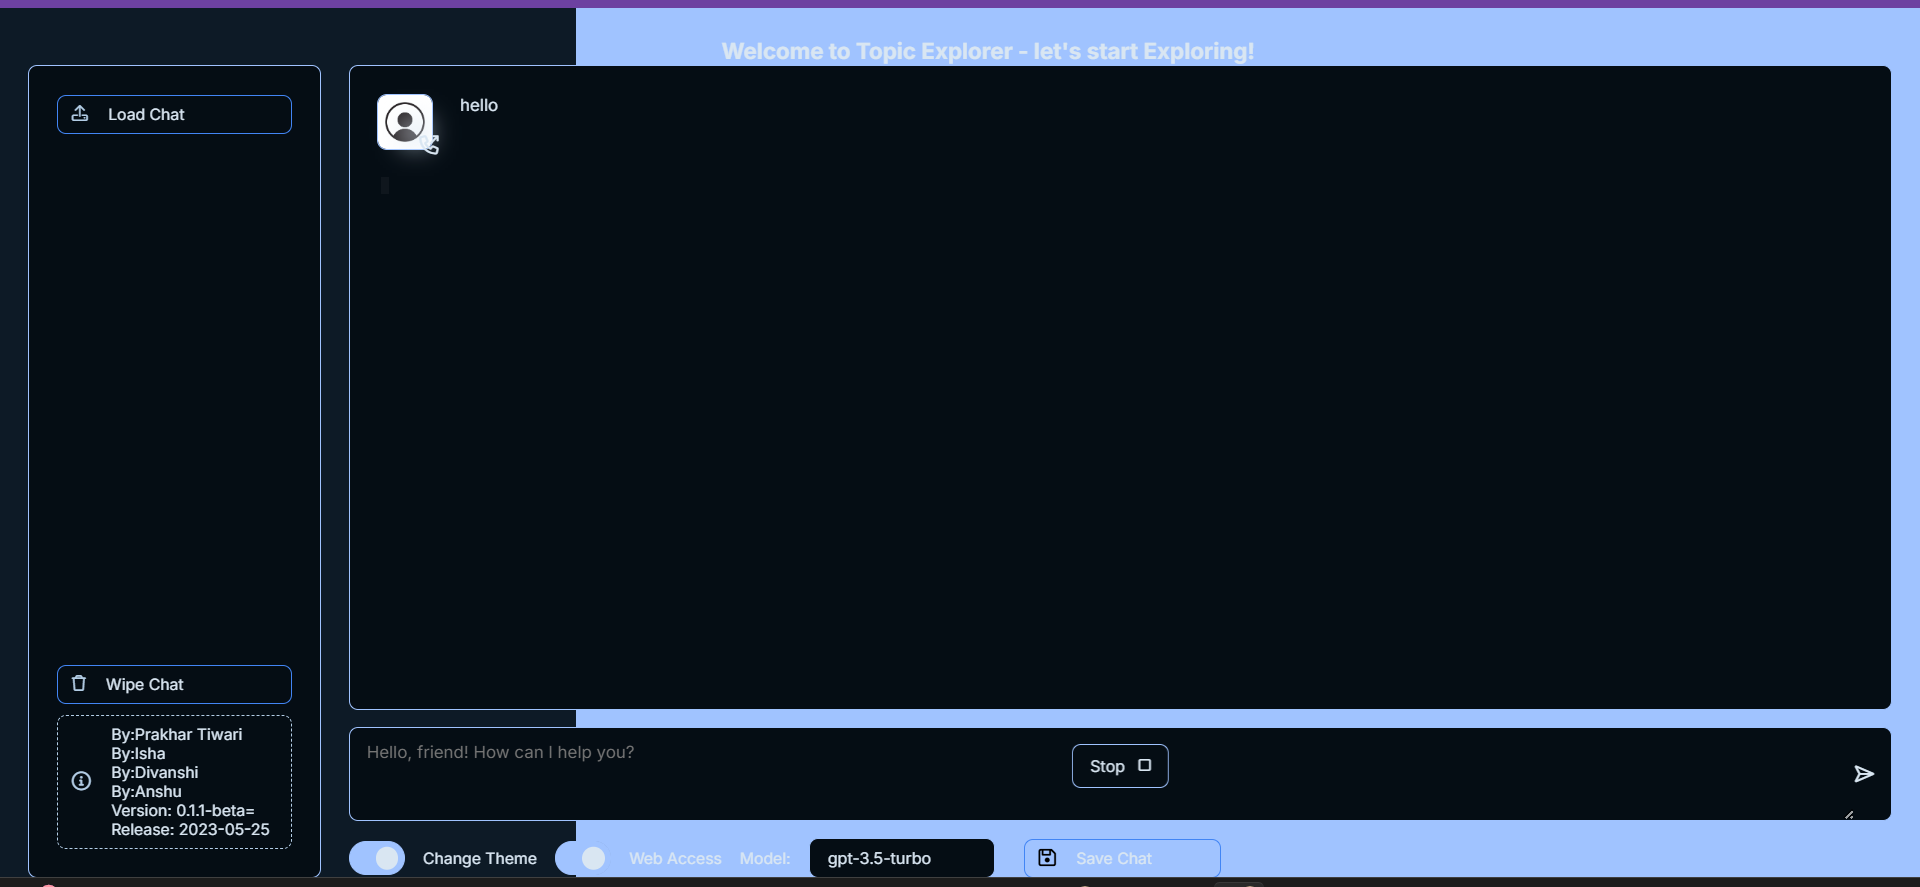 Welcome to Topic Explorer - let's start Exploring!
Load Chat
hello
Wipe Chat
By:Prakhar Tiwari
By:Isha
By:Divanshi
By:Anshu
Version: 0.1.1-beta=
Release: 2023-05-25
Hello, friend! How can I help you?
Stop
Change Theme
Web Access
Model:
gpt-3.5-turbo
Save Chat